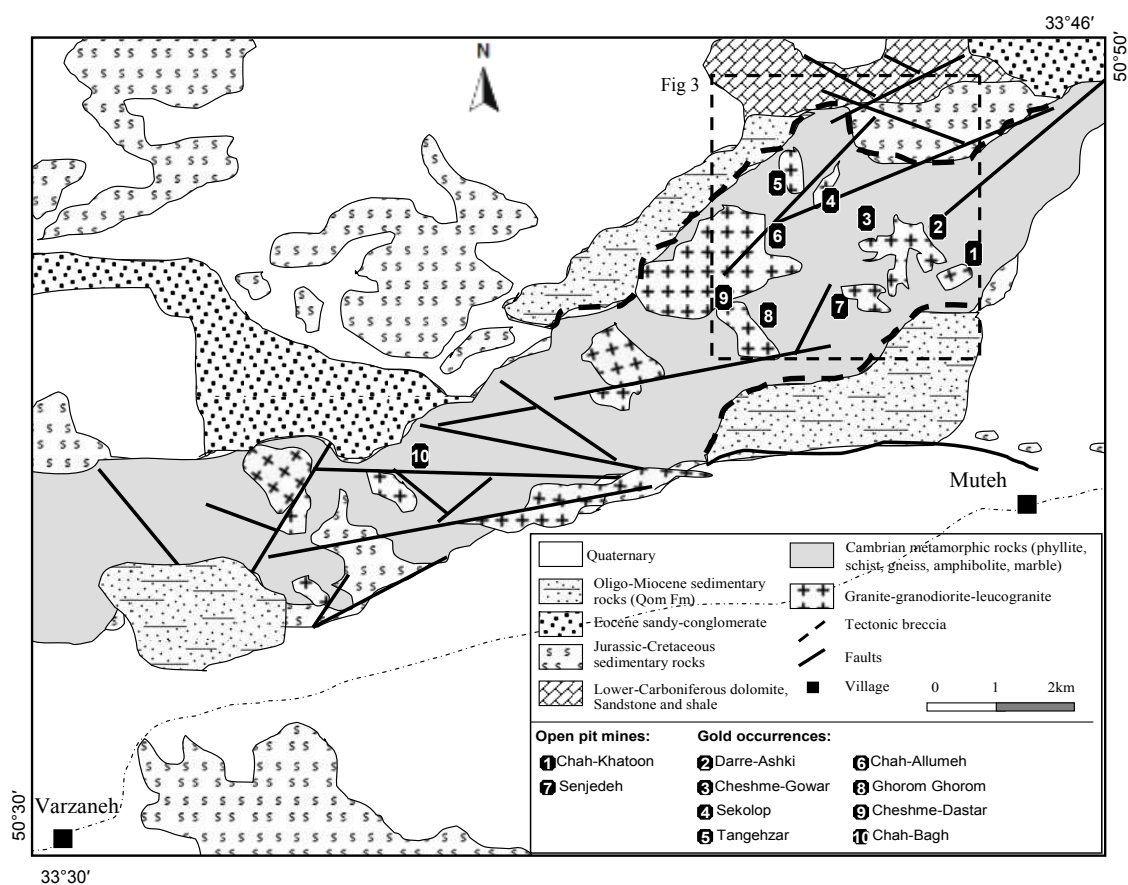 33°46′
50°50′
N
Fig 3
5
4
3
2
1
6
9
8
7
10
Muteh
Varzaneh
50°30′
33°30′
Quaternary
Oligo-Miocene sedimentary
rocks (Qom Fm)
Eocene sandy-conglomerate
Jurassic-Cretaceous
sedimentary rocks
Lower-Carboniferous dolomite,
Sandstone and shale
Cambrian metamorphic rocks (phyllite,
schist, gneiss, amphibolite, marble)
Granite-granodiorite-leucogranite
Tectonic breccia
Faults
Village
0 1 2km
Open pit mines:
1 Chah-Khatoon
7 Senjedeh
Gold occurrences:
2 Darre-Ashki
3 Cheshme-Gowar
4 Sekolop
5 Tangehzar
6 Chah-Allumeh
8 Ghorom Ghorom
9 Cheshme-Dastar
10 Chah-Bagh